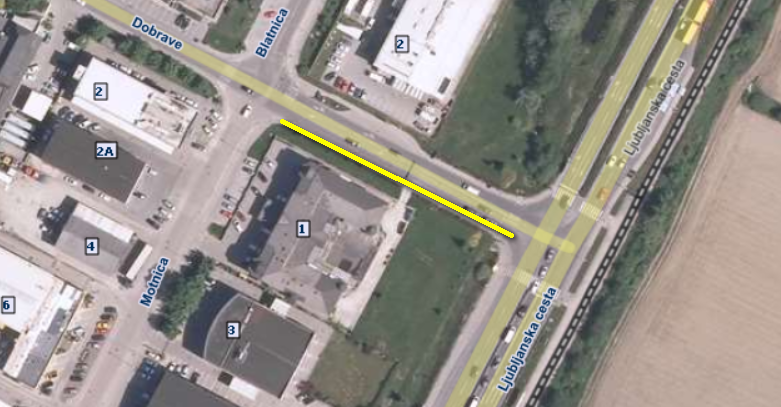 Dobrave
Blatnica
2
Ljubljanska cesta
2
2A
1
4
Motnica
6
3
Ljubljanska cesta